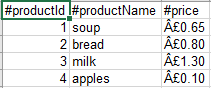 #productId #productName #price
1 soup Â£0.65
2 bread Â£0.80
3 milk Â£1.30
4 apples Â£0.10